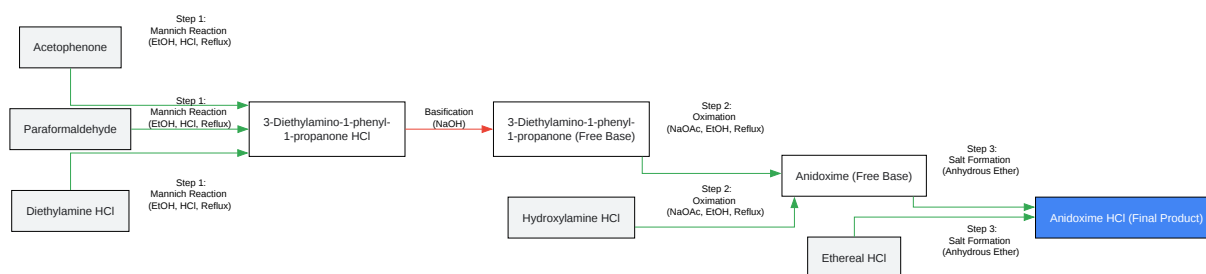 Step 1:
Mannich Reaction
(EtOH, HCl, Reflux)
Acetophenone
Step 1:
Mannich Reaction
(EtOH, HCl, Reflux)
Paraformaldehyde
Step 1:
Mannich Reaction
(EtOH, HCl, Reflux)
Diethylamine HCl
3-Diethylamino-1-phenyl-
1-propanone HCl
Basification
(NaOH)
3-Diethylamino-1-phenyl-
1-propanone (Free Base)
Step 2:
Oximation
(NaOAc, EtOH, Reflux)
Hydroxylamine HCl
Step 2:
Oximation
(NaOAc, EtOH, Reflux)
Anidoxime (Free Base)
Step 3:
Salt Formation
(Anhydrous Ether)
Ethereal HCl
Step 3:
Salt Formation
(Anhydrous Ether)
Anidoxime HCl (Final Product)